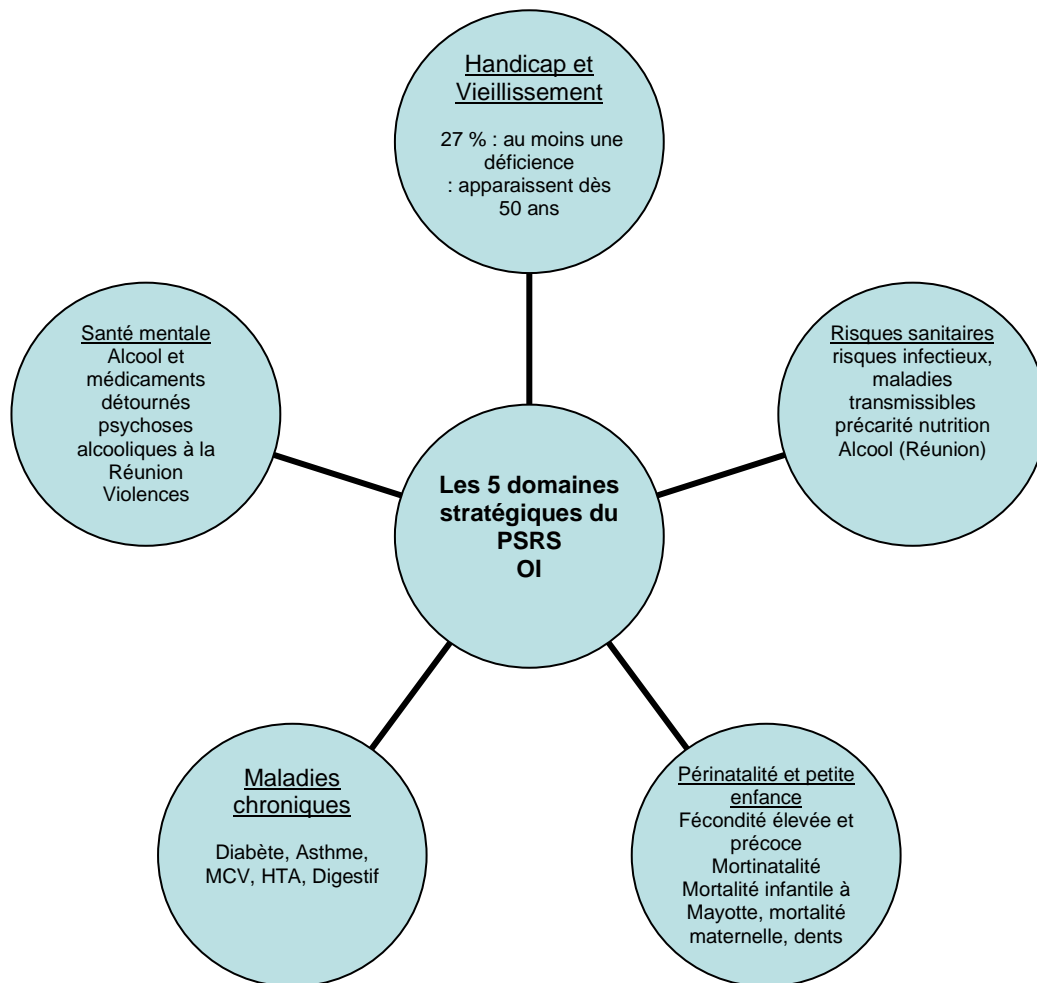 Handicap et
Vieillissement
27 % : au moins une
déficience
: apparaissent dès
50 ans
Santé mentale
Alcool et
médicaments
détournés
psychoses
alcooliques à la
Réunion
Violences
Risques sanitaires
risques infectieux,
maladies
transmissibles
précarité nutrition
Alcool (Réunion)
Les 5 domaines
stratégiques du
PSRS
OI
Maladies
chroniques
Diabète, Asthme,
MCV, HTA, Digestif
Périnatalité et petite
enfance
Fécondité élevée et
précoce
Mortinatalité
Mortalité infantile à
Mayotte, mortalité
maternelle, dents